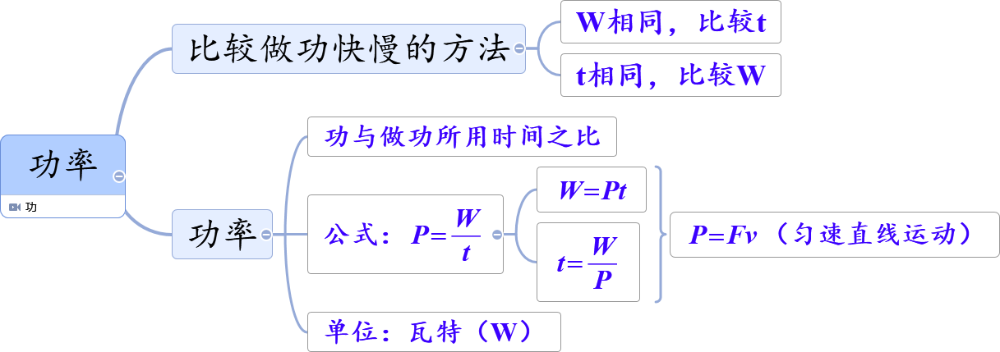 功率
功
比较做功快慢的方法
W相同，比较t
t相同，比较W
功率
功与做功所用时间之比
公式：P=W/t
W=Pt
t=W/P
P=Fv（匀速直线运动）
单位：瓦特（W）